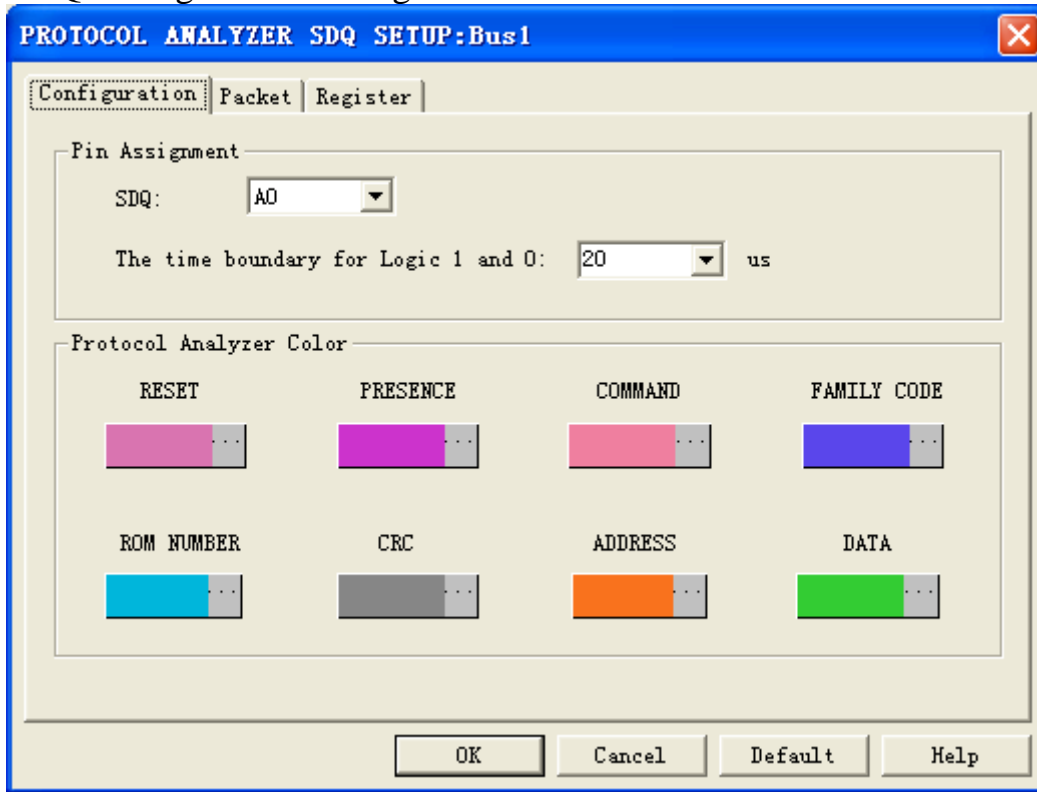 PROTOCOL ANALYZER SDQ SETUP:Bus1
Configuration Packet Register
Pin Assignment
SDQ: A0
The time boundary for Logic 1 and 0: 20 us
Protocol Analyzer Color
RESET PRESENCE COMMAND FAMILY CODE
... ... ... ...
ROM NUMBER CRC ADDRESS DATA
... ... ... ...
OK Cancel Default Help